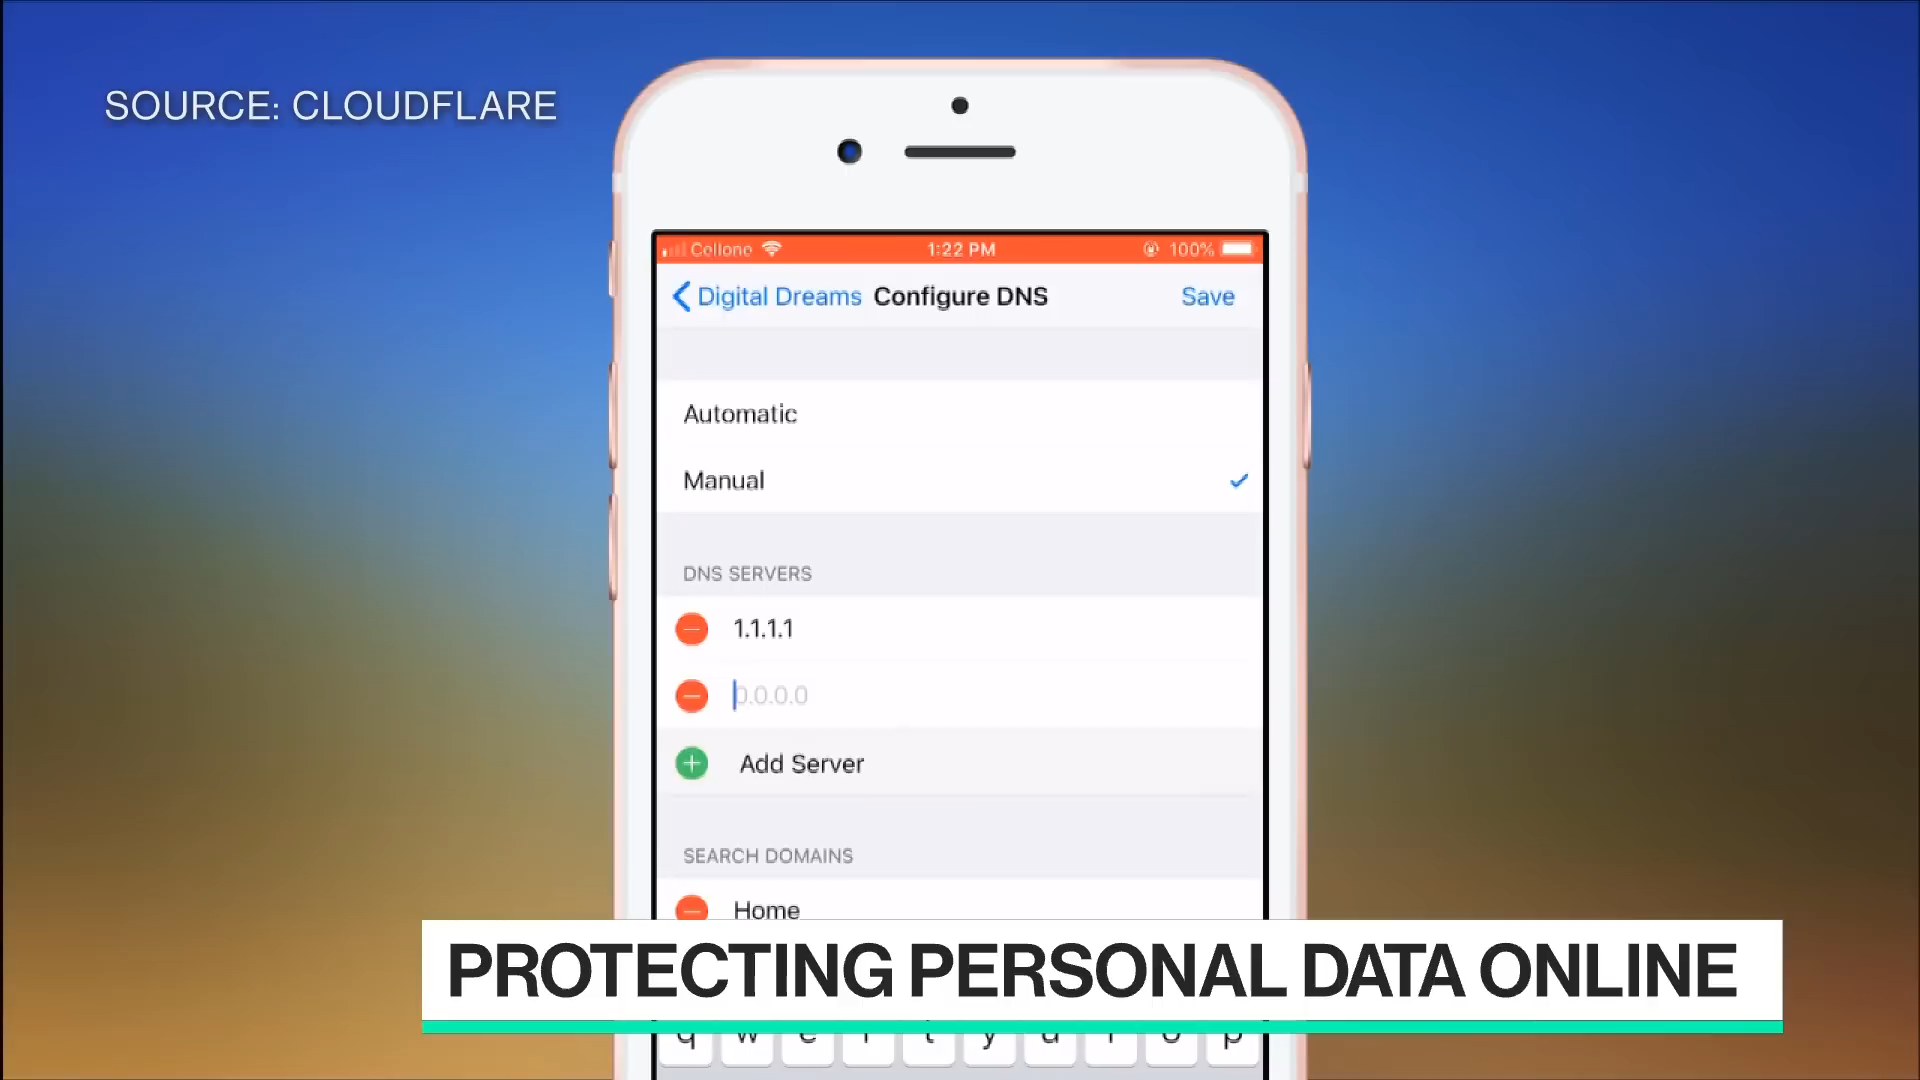 SOURCE: CLOUDFLARE
Cellone 1:22 PM 100%
Digital Dreams Configure DNS Save
Automatic
Manual
DNS SERVERS
1.1.1.1
0.0.0.0
Add Server
SEARCH DOMAINS
Home
PROTECTING PERSONAL DATA ONLINE
q w e r t y u i o p